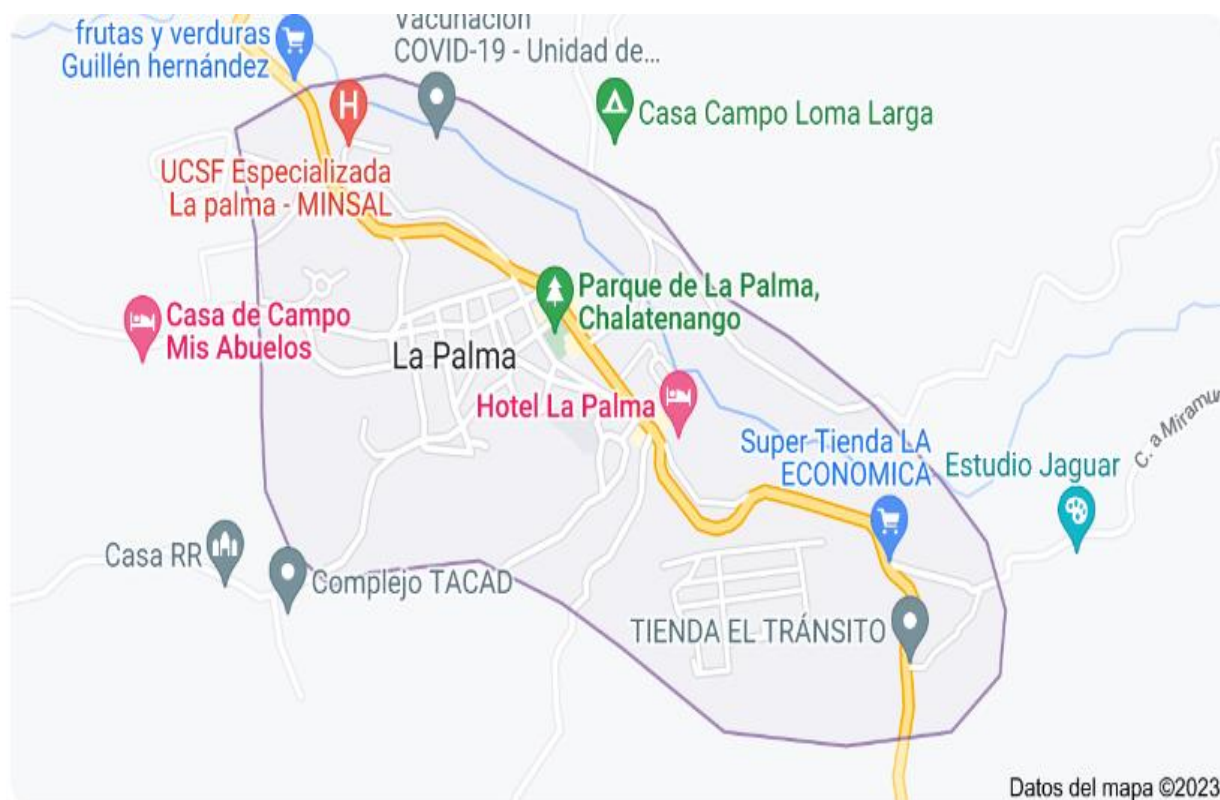 frutas y verduras
Guillén hernández
Vacunación
COVID-19 - Unidad de...
Casa Campo Loma Larga
H
UCSF Especializada
La palma - MINSAL
Parque de La Palma,
Chalatenango
Casa de Campo
Mis Abuelos
La Palma
Hotel La Palma
Super Tienda LA
ECONOMICA
Estudio Jaguar
C. a Miramu
Casa RR
Complejo TACAD
TIENDA EL TRÁNSITO
Datos del mapa ©2023